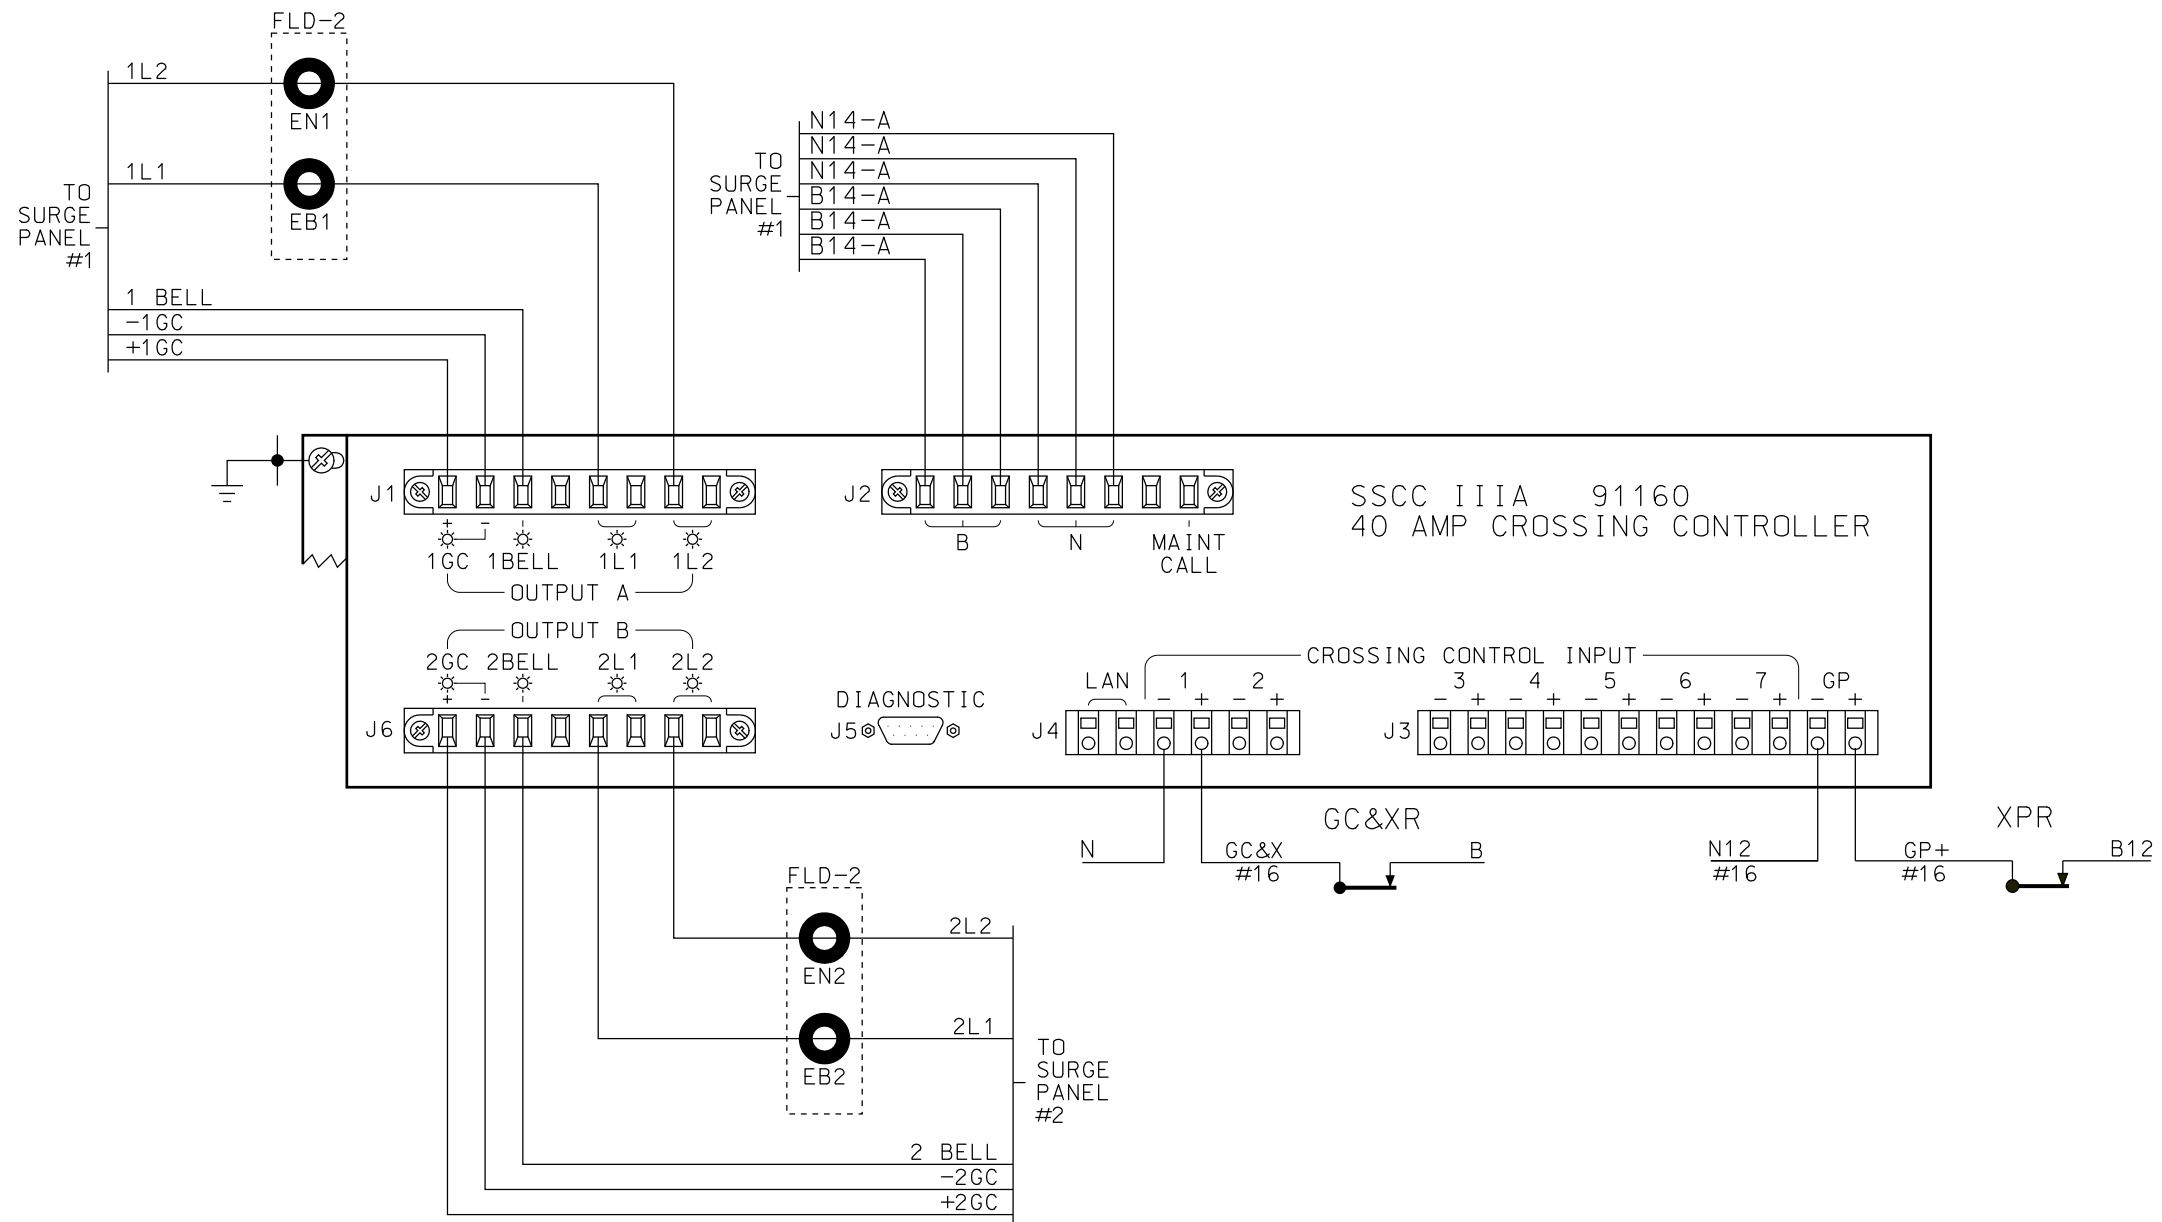 FLD-2
1L2
EN1
1L1
EB1
TO
SURGE
PANEL
#1
1 BELL
-1GC
+1GC
N14-A
N14-A
N14-A
B14-A
B14-A
B14-A
TO
SURGE
PANEL
#1
J1
+ -
1GC 1BELL 1L1 1L2
OUTPUT A
J2
B N MAINT
CALL
SSCC IIIA 91160
40 AMP CROSSING CONTROLLER
OUTPUT B
2GC 2BELL 2L1 2L2
+ -
J6
DIAGNOSTIC
J5
CROSSING CONTROL INPUT
LAN 1 2
- + - +
J4
3 4 5 6 7 GP
- + - + - + - + - + - +
J3
GC&XR
N
GC&X
#16
B
XPR
N12
#16
GP+
#16
B12
FLD-2
2L2
EN2
2L1
EB2
TO
SURGE
PANEL
#2
2 BELL
-2GC
+2GC